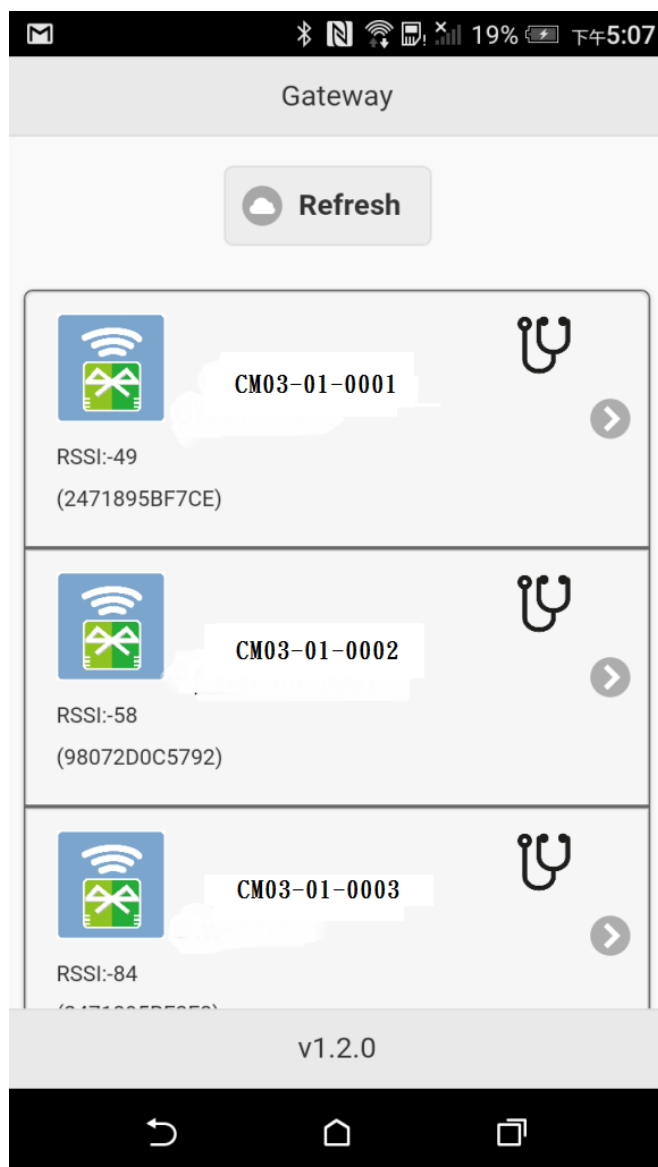 19% 下午5:07
Gateway
Refresh
CM03-01-0001
RSSI:-49
(2471895BF7CE)
CM03-01-0002
RSSI:-58
(98072D0C5792)
CM03-01-0003
RSSI:-84
v1.2.0